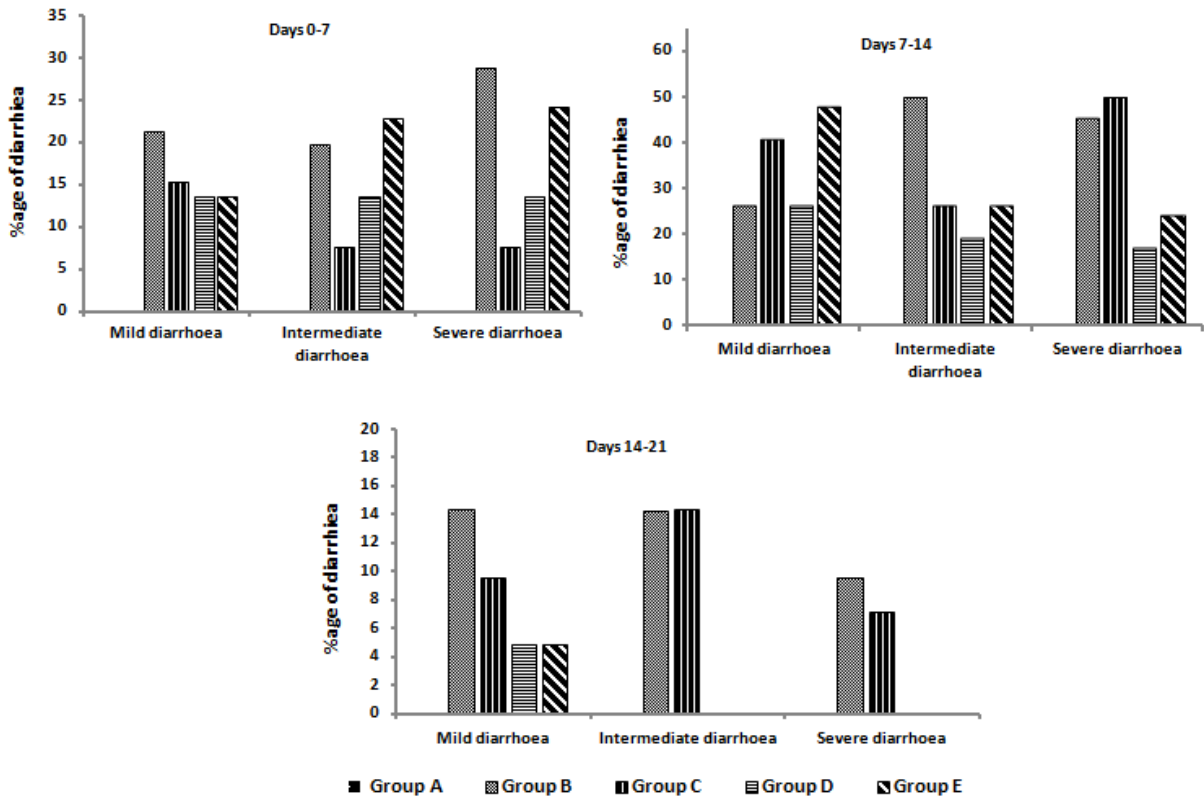 Days 0-7
%age of diarrhiea
35
30
25
20
15
10
5
0
Mild diarrhoea
Intermediate
diarrhoea
Severe diarrhoea
Days 7-14
%age of diarrhiea
60
50
40
30
20
10
0
Mild diarrhoea
Intermediate
diarrhoea
Severe diarrhoea
Days 14-21
%age of diarrhiea
20
18
16
14
12
10
8
6
4
2
0
Mild diarrhoea
Intermediate diarrhoea
Severe diarrhoea
Group A
Group B
Group C
Group D
Group E